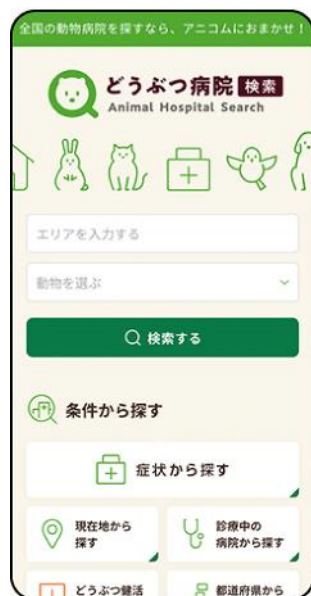 全国の動物病院を探すなら、アニコムにおまかせ！
どうぶつ病院 検索
Animal Hospital Search
エリアを入力する
動物を選ぶ
検索する
条件から探す
症状から探す
現在地から
探す
診療中の
病院から探す
どうぶつ健活
都道府県から